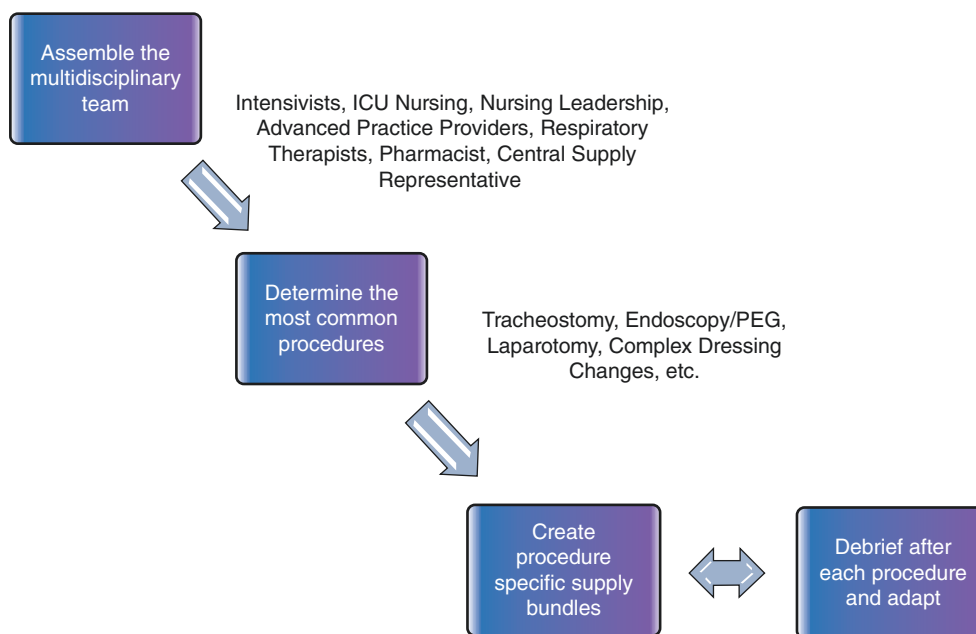 Assemble the
multidisciplinary
team
Intensivists, ICU Nursing, Nursing Leadership,
Advanced Practice Providers, Respiratory
Therapists, Pharmacist, Central Supply
Representative
Determine the
most common
procedures
Tracheostomy, Endoscopy/PEG,
Laparotomy, Complex Dressing
Changes, etc.
Create
procedure
specific supply
bundles
Debrief after
each procedure
and adapt